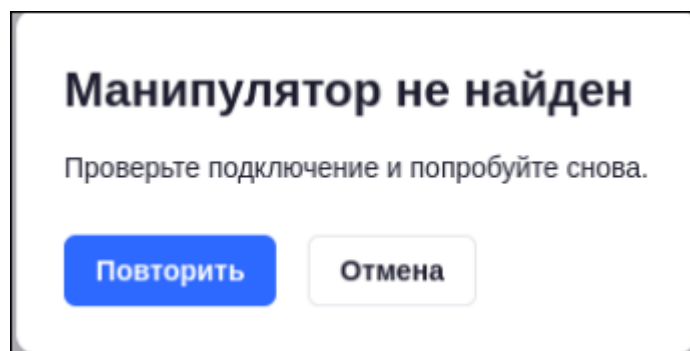 Манипулятор не найден
Проверьте подключение и попробуйте снова.
Повторить Отмена